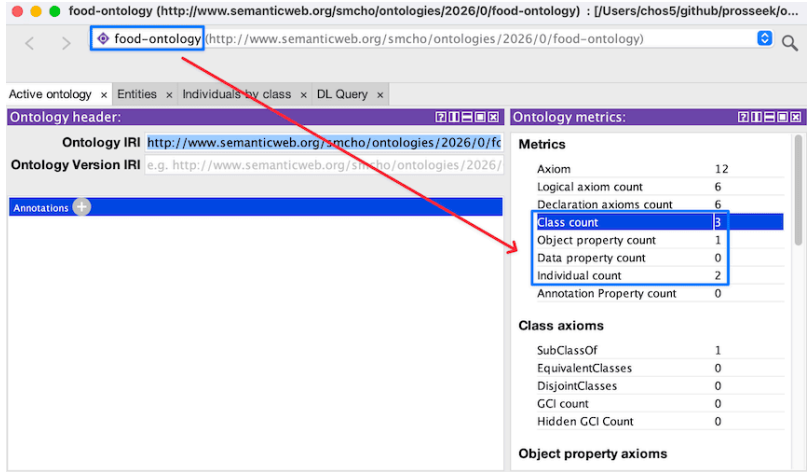 food-ontology (http://www.semanticweb.org/smcho/ontologies/2026/0/food-ontology) : [/Users/chos5/github/prosseek/o...
food-ontology (http://www.semanticweb.org/smcho/ontologies/2026/0/food-ontology)
Active ontology × Entities × Individuals by class × DL Query ×
Ontology header:
Ontology IRI http://www.semanticweb.org/smcho/ontologies/2026/0/fo
Ontology Version IRI e.g. http://www.semanticweb.org/smcho/ontologies/2026/
Annotations
Ontology metrics:
Metrics
Axiom 12
Logical axiom count 6
Declaration axioms count 6
Class count 3
Object property count 1
Data property count 0
Individual count 2
Annotation Property count 0
Class axioms
SubClassOf 1
EquivalentClasses 0
DisjointClasses 0
GCI count 0
Hidden GCI Count 0
Object property axioms